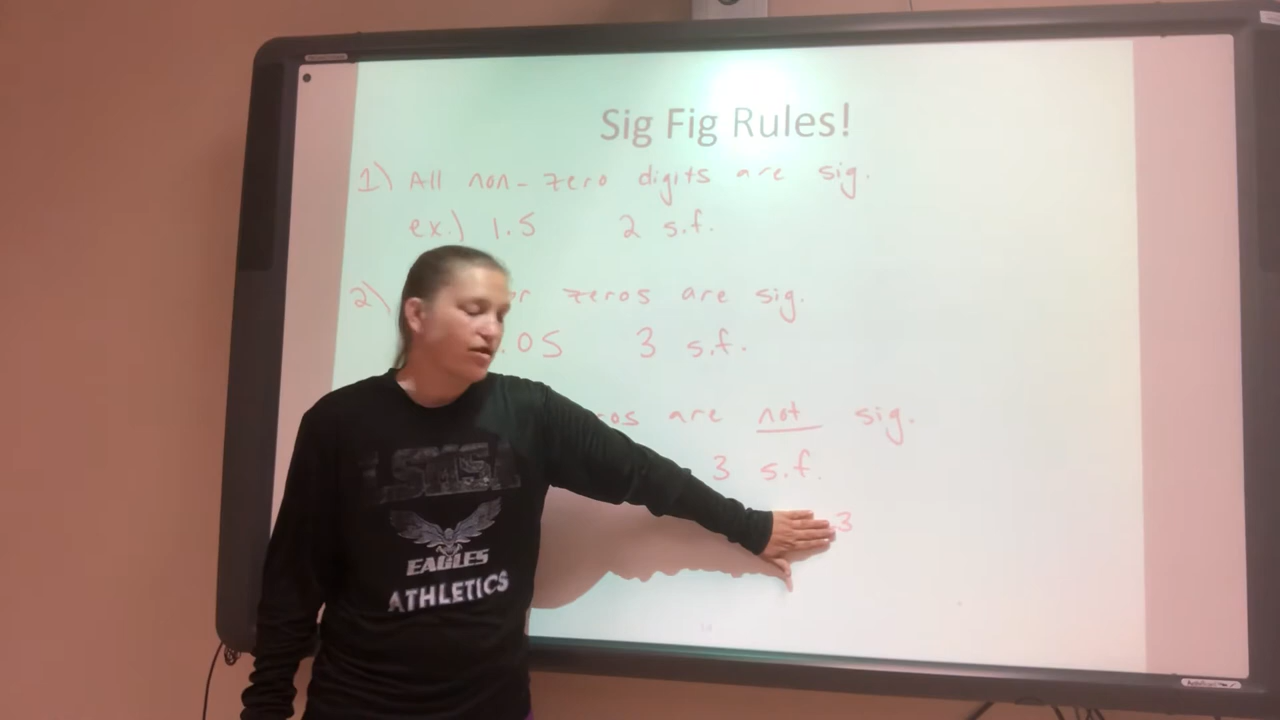 Sig Fig Rules!
1) All non-zero digits are sig.
ex.) 1.5 2 s.f.
2) zeros are sig.
.05 3 s.f.
are not sig.
3 s.f.
3
EAGLES
ATHLETICS